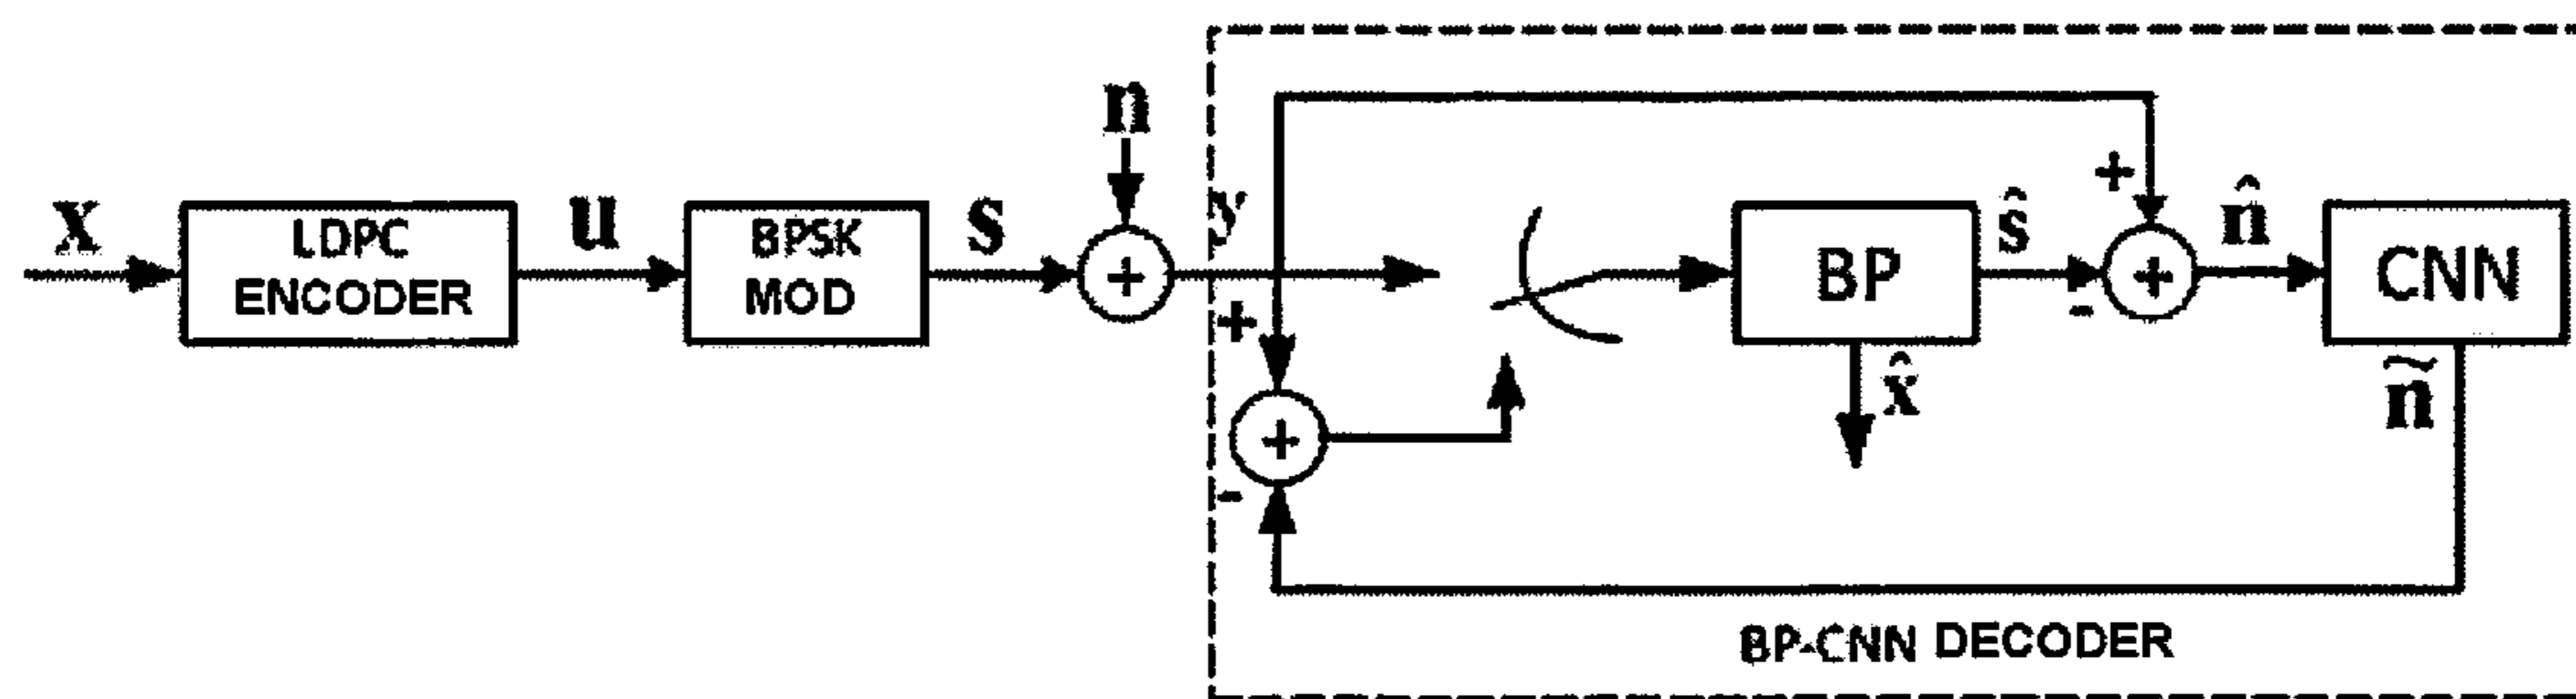 x
LDPC
ENCODER
u
BPSK
MOD
s
n
+
y
+
+
-
BP
x̂
ŝ
+
-
+
n̂
CNN
ñ
BP-CNN DECODER